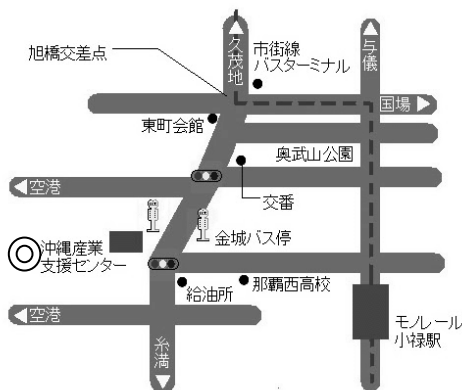 久茂地
与儀
旭橋交差点
市街線
バスターミナル
国場
東町会館
奥武山公園
空港
交番
金城バス停
沖縄産業
支援センター
給油所
那覇西高校
空港
糸満
モノレール
小禄駅